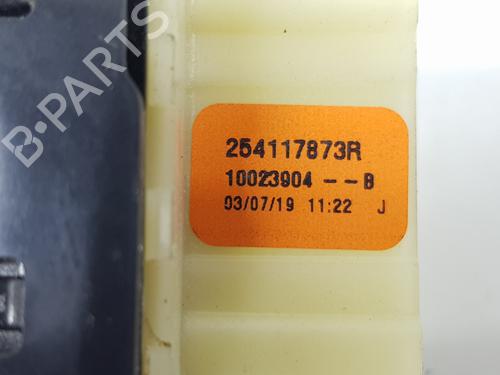 B-PARTS
254117873R
10023904 -- B
03/07/19 11:22 J